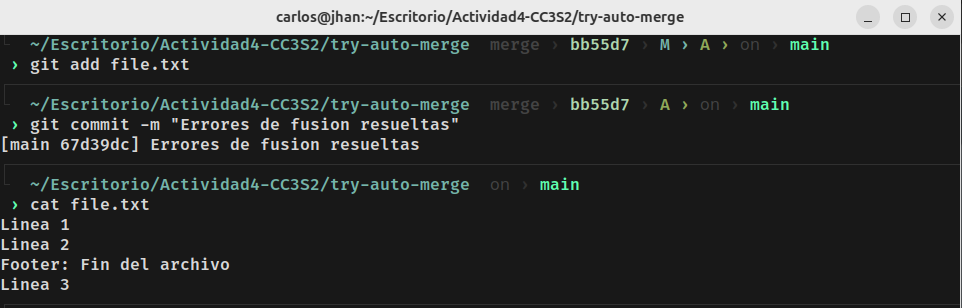 carlos@jhan:~/Escritorio/Actividad4-CC3S2/try-auto-merge
~/Escritorio/Actividad4-CC3S2/try-auto-merge merge › bb55d7 › M › A › on › main
› git add file.txt
~/Escritorio/Actividad4-CC3S2/try-auto-merge merge › bb55d7 › A › on › main
› git commit -m "Errores de fusion resueltas"
[main 67d39dc] Errores de fusion resueltas
~/Escritorio/Actividad4-CC3S2/try-auto-merge on › main
› cat file.txt
Linea 1
Linea 2
Footer: Fin del archivo
Linea 3